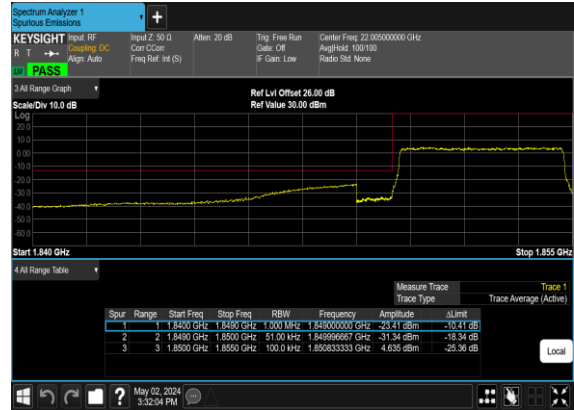 Spectrum Analyzer 1
Spurious Emissions
KEYSIGHT Input: RF Input Z: 50 Ω Atten: 20 dB Trig: Free Run Center Freq: 22.005000000 GHz
R T Coupling: DC Corr CCorr Gate: Off Avg|Hold: 100/100
Align: Auto Freq Ref: Int (S) IF Gain: Low Radio Std: None
LM PASS
3 All Range Graph
Ref Lvl Offset 26.00 dB
Scale/Div 10.0 dB Ref Value 30.00 dBm
Log
20.0
10.0
0.00
-10.0
-20.0
-30.0
-40.0
-50.0
-60.0
Start 1.840 GHz Stop 1.855 GHz
4 All Range Table
Measure Trace Trace 1
Trace Type Trace Average (Active)
Spur Range Start Freq Stop Freq RBW Frequency Amplitude ΔLimit
1 1 1.8400 GHz 1.8490 GHz 1.000 MHz 1.849000000 GHz -23.41 dBm -10.41 dB
2 2 1.8490 GHz 1.8500 GHz 51.00 kHz 1.849996667 GHz -31.34 dBm -18.34 dB
3 3 1.8500 GHz 1.8550 GHz 100.0 kHz 1.850833333 GHz 4.635 dBm -25.36 dB
Local
? May 02, 2024
3:32:04 PM